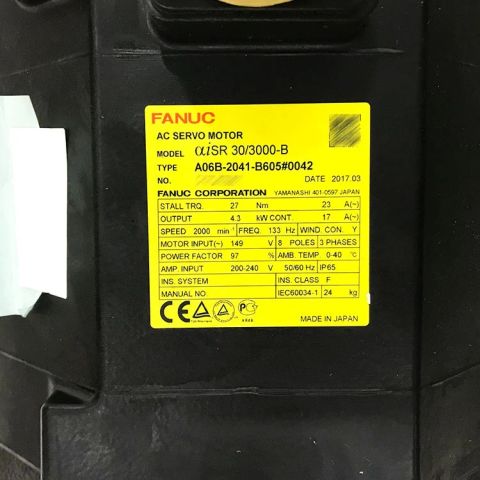 FANUC
AC SERVO MOTOR
MODEL αiSR 30/3000-B
TYPE A06B-2041-B605#0042
NO. DATE 2017.03
FANUC CORPORATION YAMANASHI 401-0597 JAPAN
STALL TRQ. 27 Nm 23 A(~)
OUTPUT 4.3 kW CONT. 17 A(~)
SPEED 2000 min⁻¹ FREQ. 133 Hz WIND. CON. Y
MOTOR INPUT(~) 149 V 8 POLES 3 PHASES
POWER FACTOR 97 % AMB. TEMP. 0-40 ℃
AMP. INPUT 200-240 V 50/60 Hz IP65
INS. SYSTEM INS. CLASS F
MANUAL NO. IEC60034-1 24 kg
CE MADE IN JAPAN